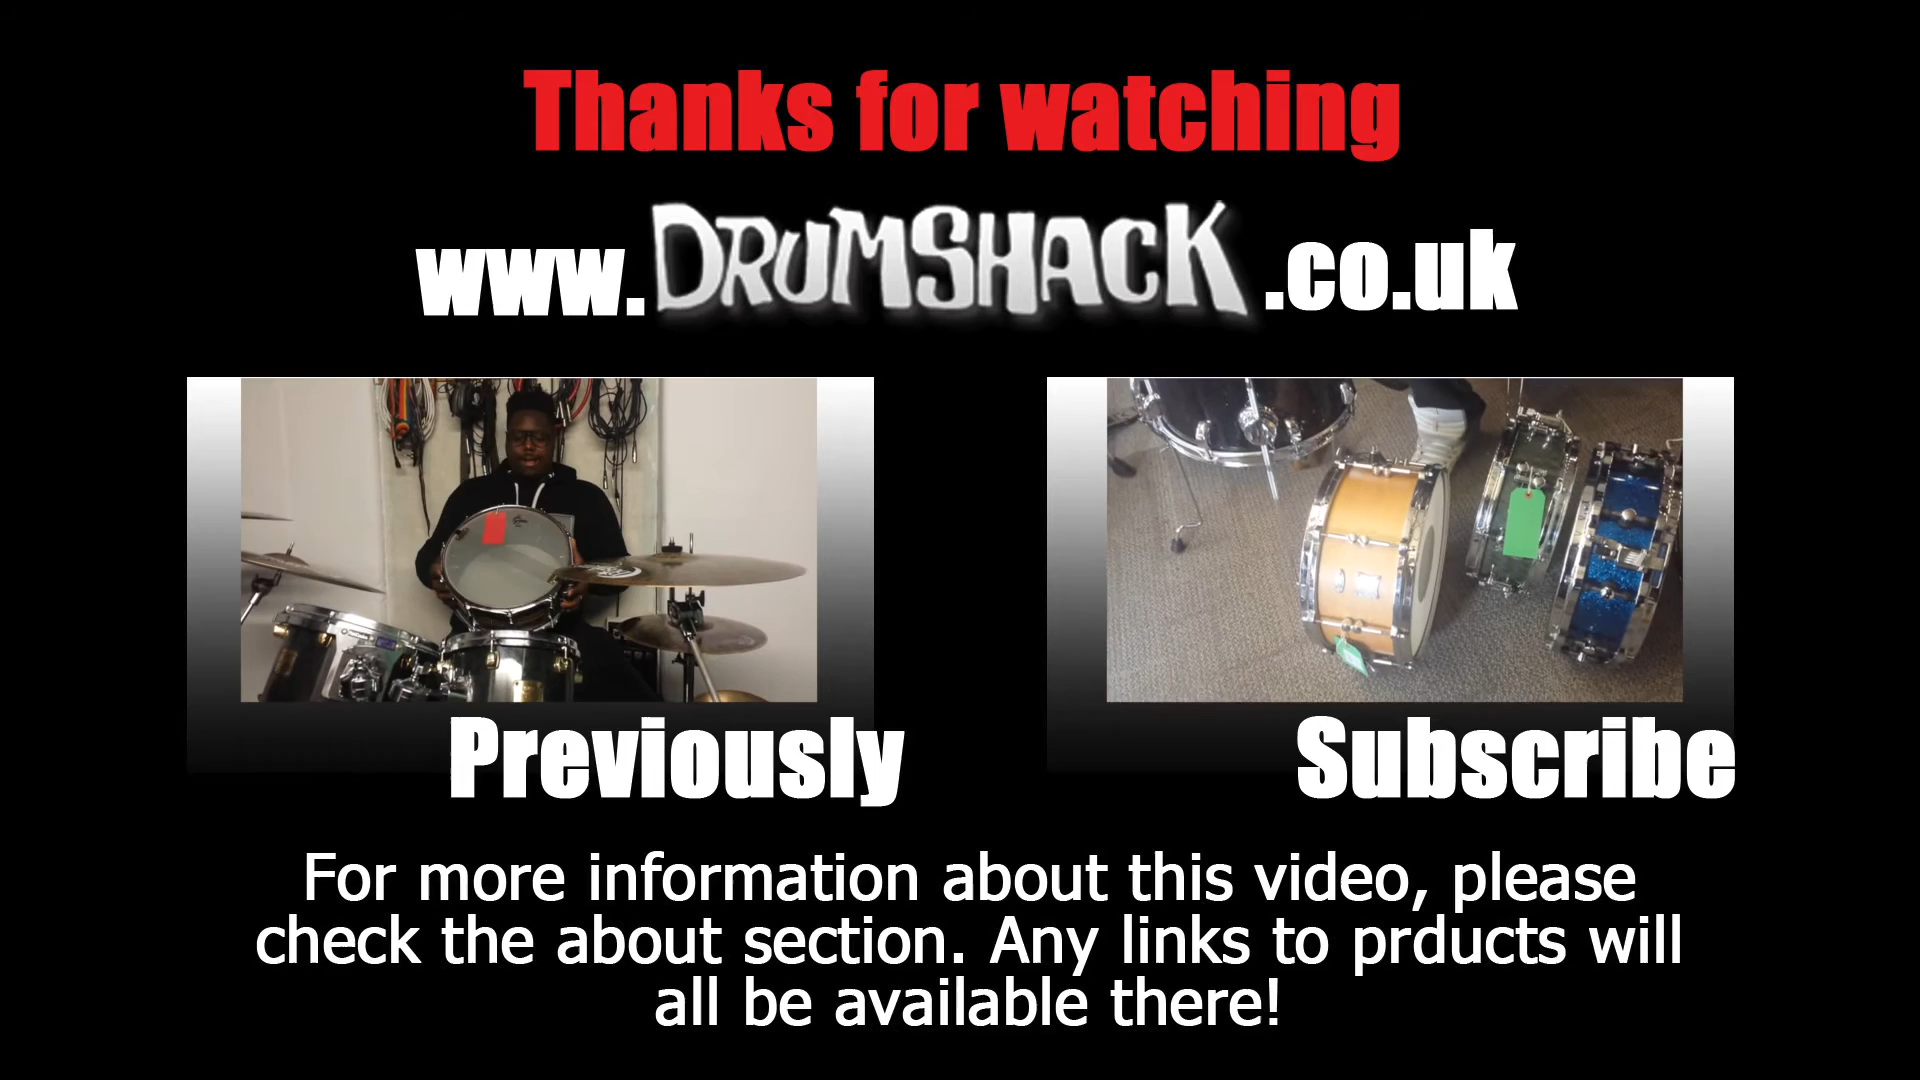 Thanks for watching
www.DRUMSHACK.co.uk
Previously
Subscribe
For more information about this video, please
check the about section. Any links to prducts will
all be available there!